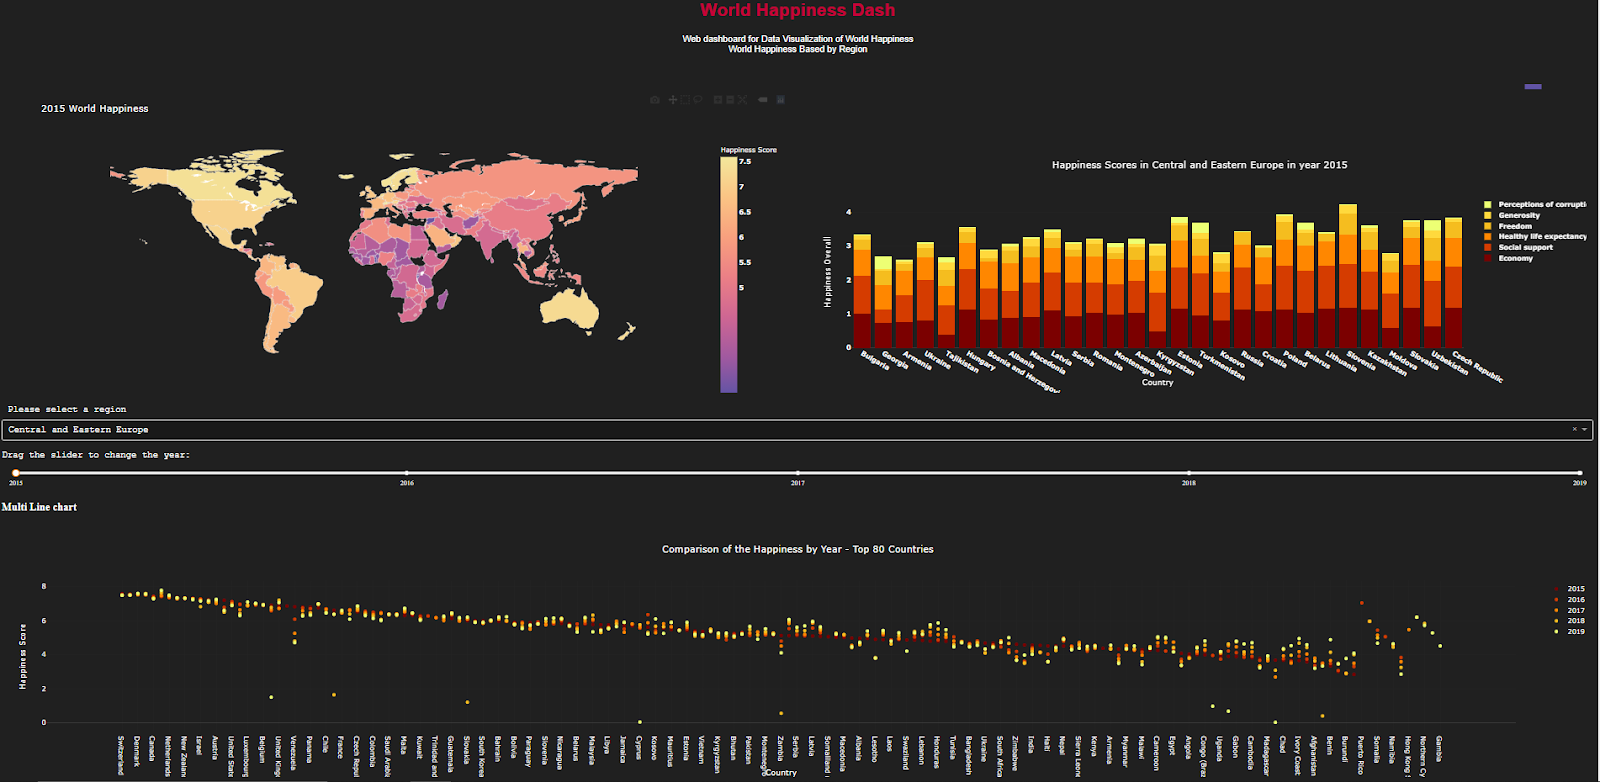 World Happiness Dash
Web dashboard for Data Visualization of World Happiness
World Happiness Based by Region
2015 World Happiness
Happiness Score
7.5
7
6.5
6
5.5
5
Happiness Scores in Central and Eastern Europe in year 2015
Happiness Overall
4
3
2
1
0
Bulgaria
Georgia
Armenia
Ukraine
Tajikistan
Hungary
Bosnia and Herzegovi
Albania
Macedonia
Latvia
Serbia
Romania
Montenegro
Azerbaijan
Kyrgyzstan
Estonia
Turkmenistan
Kosovo
Russia
Croatia
Poland
Belarus
Lithuania
Slovenia
Kazakhstan
Moldova
Slovakia
Uzbekistan
Czech Republic
Country
Perceptions of corrupti
Generosity
Freedom
Healthy life expectancy
Social support
Economy
Please select a region
Central and Eastern Europe
Drag the slider to change the year:
2015
2016
2017
2018
2019
Multi Line chart
Comparison of the Happiness by Year - Top 80 Countries
Happiness Score
8
6
4
2
0
Switzerland
Denmark
Canada
Netherlands
New Zealand
Israel
Austria
United State
Luxembourg
Belgium
United King
Venezuela
Panama
Chile
France
Czech Repul
Colombia
Saudi Arabia
Malta
Kuwait
Trinidad and
Guatemala
Slovakia
South Korea
Bahrain
Bolivia
Paraguay
Slovenia
Nicaragua
Belarus
Malaysia
Libya
Jamaica
Cyprus
Kosovo
Mauritius
Estonia
Vietnam
Kyrgyzstan
Bhutan
Pakistan
Montenegro
Zambia
Serbia
Latvia
Somaliland
Macedonia
Albania
Lesotho
Laos
Swaziland
Lebanon
Honduras
Tunisia
Bangladesh
Ukraine
South Africa
Zimbabwe
India
Haiti
Nepal
Sierra Leone
Kenya
Armenia
Myanmar
Malawi
Cameroon
Egypt
Angola
Congo (Braz
Uganda
Gabon
Cambodia
Madagascar
Chad
Ivory Coast
Afghanistan
Benin
Burundi
Puerto Rico
Somalia
Namibia
Hong Kong
Northern Cy
Gambia
Country
2015
2016
2017
2018
2019